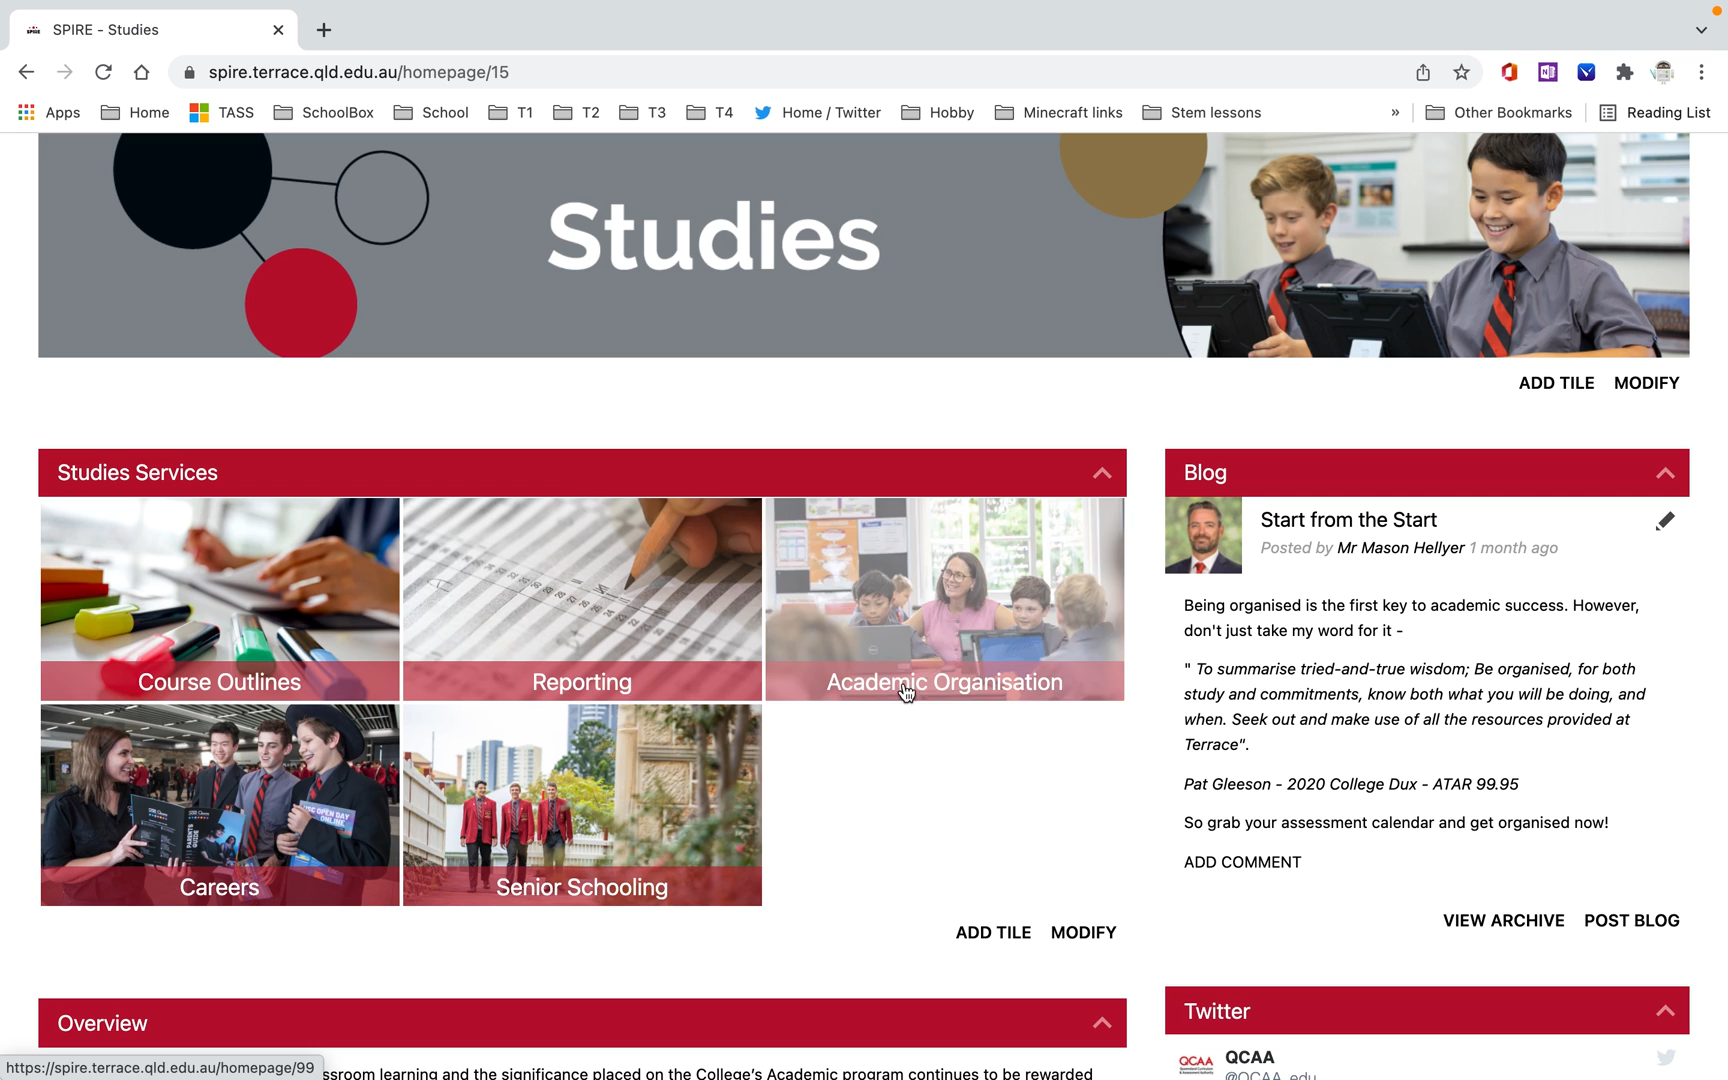 SPIRE - Studies
spire.terrace.qld.edu.au/homepage/15
Apps Home TASS SchoolBox School T1 T2 T3 T4 Home / Twitter Hobby Minecraft links Stem lessons » Other Bookmarks Reading List
Studies
ADD TILE MODIFY
Studies Services
Course Outlines
Reporting
Academic Organisation
Careers
Senior Schooling
ADD TILE MODIFY
Blog
Start from the Start
Posted by Mr Mason Hellyer 1 month ago
Being organised is the first key to academic success. However,
don't just take my word for it -
" To summarise tried-and-true wisdom; Be organised, for both
study and commitments, know both what you will be doing, and
when. Seek out and make use of all the resources provided at
Terrace".
Pat Gleeson - 2020 College Dux - ATAR 99.95
So grab your assessment calendar and get organised now!
ADD COMMENT
VIEW ARCHIVE POST BLOG
Overview
https://spire.terrace.qld.edu.au/homepage/99
ssroom learning and the significance placed on the College's Academic program continues to be rewarded
Twitter
QCAA
QCAA
@QCAA_edu